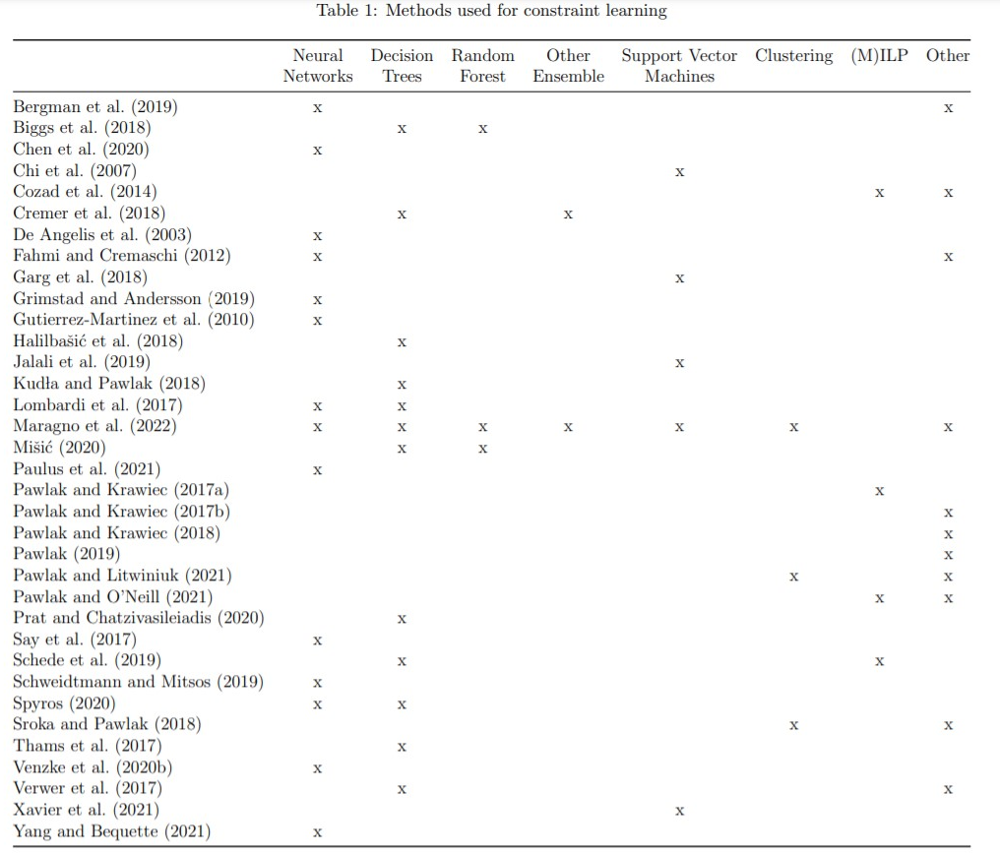 Table 1: Methods used for constraint learning
Neural Decision Random Other Support Vector Clustering (M)ILP Other
Networks Trees Forest Ensemble Machines
Bergman et al. (2019) x x
Biggs et al. (2018) x x
Chen et al. (2020) x
Chi et al. (2007) x
Cozad et al. (2014) x x
Cremer et al. (2018) x x
De Angelis et al. (2003) x
Fahmi and Cremaschi (2012) x x
Garg et al. (2018) x
Grimstad and Andersson (2019) x
Gutierrez-Martinez et al. (2010) x
Halilbašić et al. (2018) x
Jalali et al. (2019) x
Kudła and Pawlak (2018) x
Lombardi et al. (2017) x x
Maragno et al. (2022) x x x x x x x
Mišić (2020) x x
Paulus et al. (2021) x
Pawlak and Krawiec (2017a) x
Pawlak and Krawiec (2017b) x
Pawlak and Krawiec (2018) x
Pawlak (2019) x
Pawlak and Litwiniuk (2021) x x
Pawlak and O'Neill (2021) x x
Prat and Chatzivasileiadis (2020) x
Say et al. (2017) x
Schede et al. (2019) x x
Schweidtmann and Mitsos (2019) x
Spyros (2020) x x
Sroka and Pawlak (2018) x x
Thams et al. (2017) x
Venzke et al. (2020b) x
Verwer et al. (2017) x x
Xavier et al. (2021) x
Yang and Bequette (2021) x